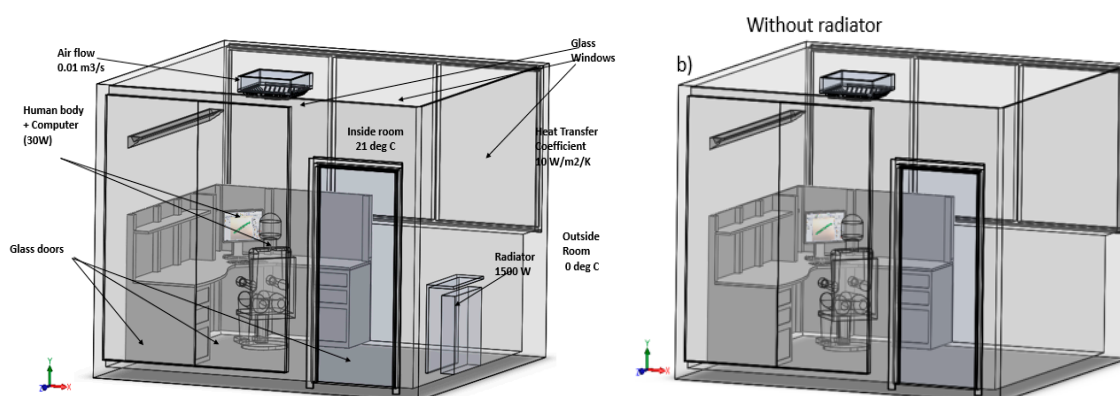 Without radiator
Air flow
0.01 m3/s
Glass
Windows
b)
Human body
+ Computer
(30W)
Inside room
21 deg C
Heat Transfer
Coefficient
10 W/m2/K
Glass doors
Radiator
1500 W
Outside
Room
0 deg C
Y
Z
X
Y
Z
X